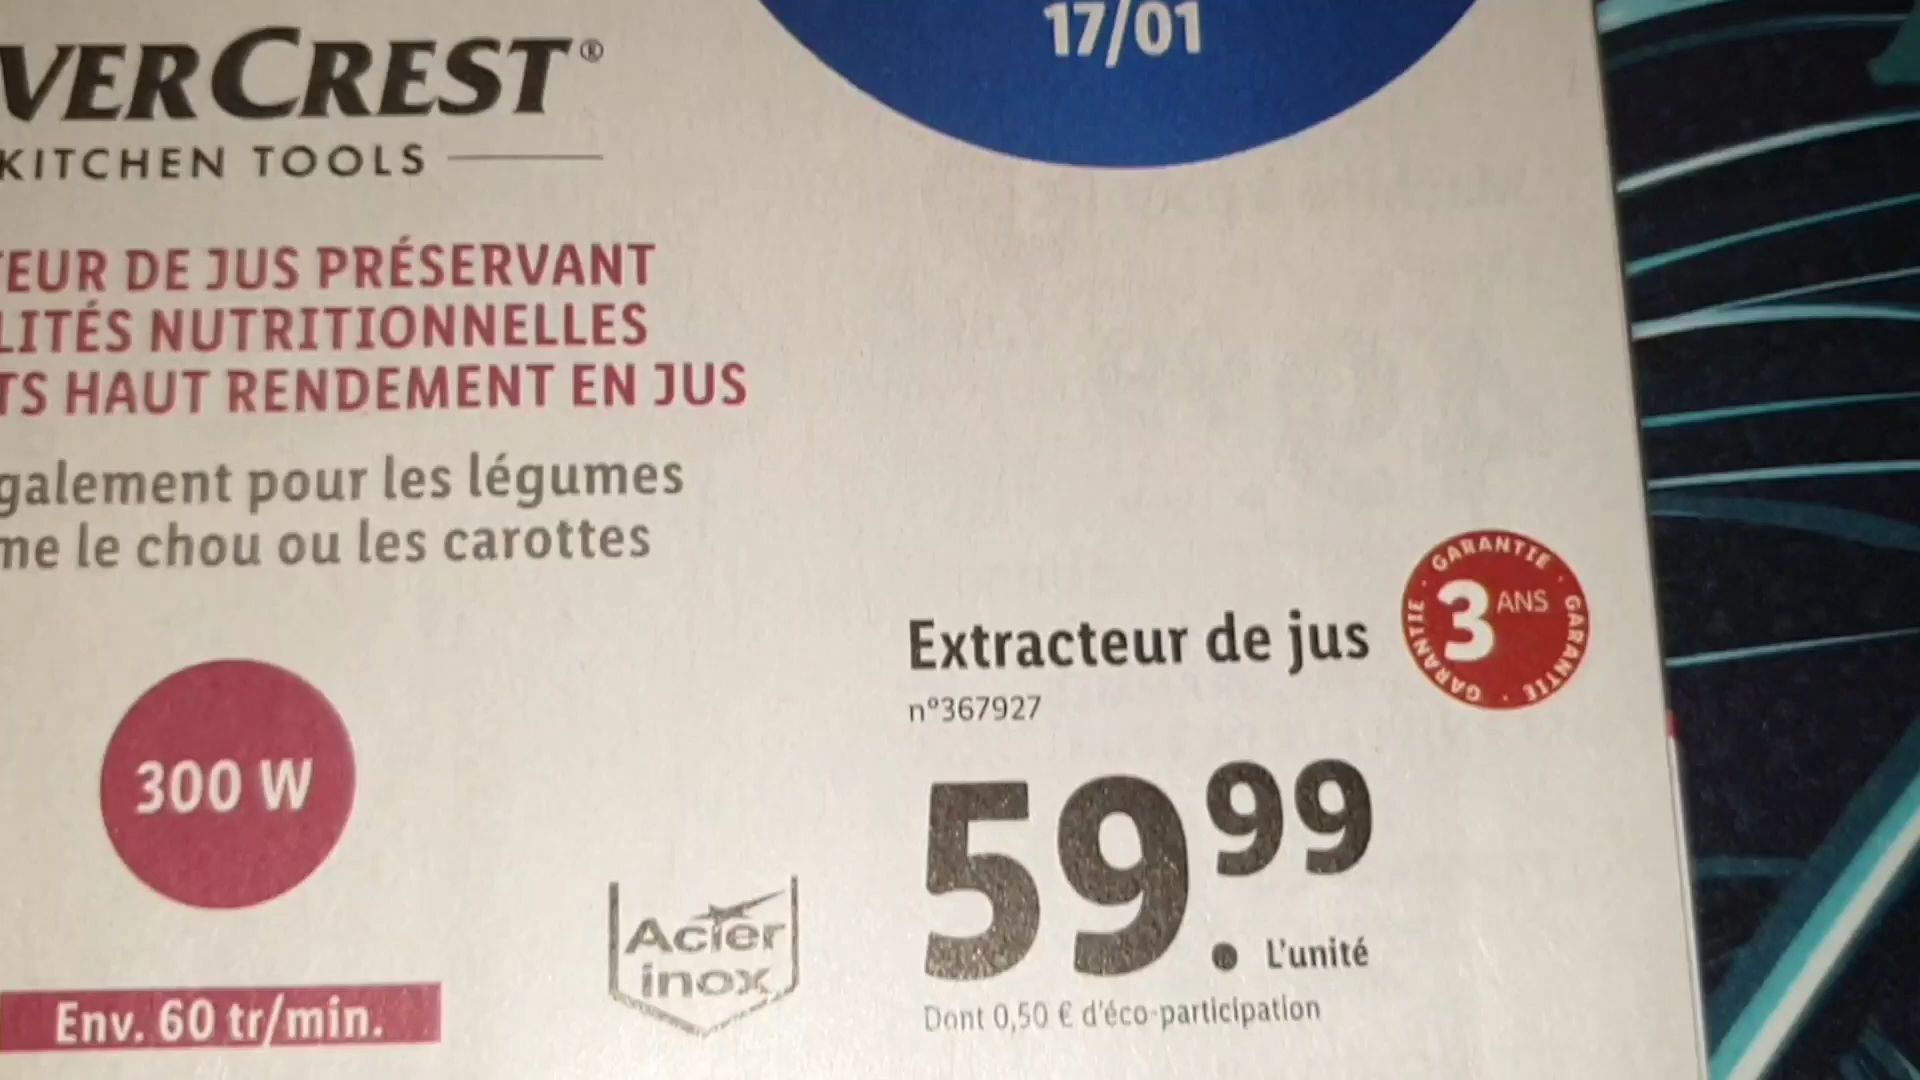 17/01
VERCREST®
KITCHEN TOOLS
EUR DE JUS PRÉSERVANT
LITÉS NUTRITIONNELLES
TS HAUT RENDEMENT EN JUS
galement pour les légumes
me le chou ou les carottes
GARANTIE · GARANTIE · GARANTIE · GARANTIE ·
3 ANS
Extracteur de jus
n°367927
300 W
59.99
L'unité
Acier
inox
Dont 0,50 € d'éco-participation
Env. 60 tr/min.